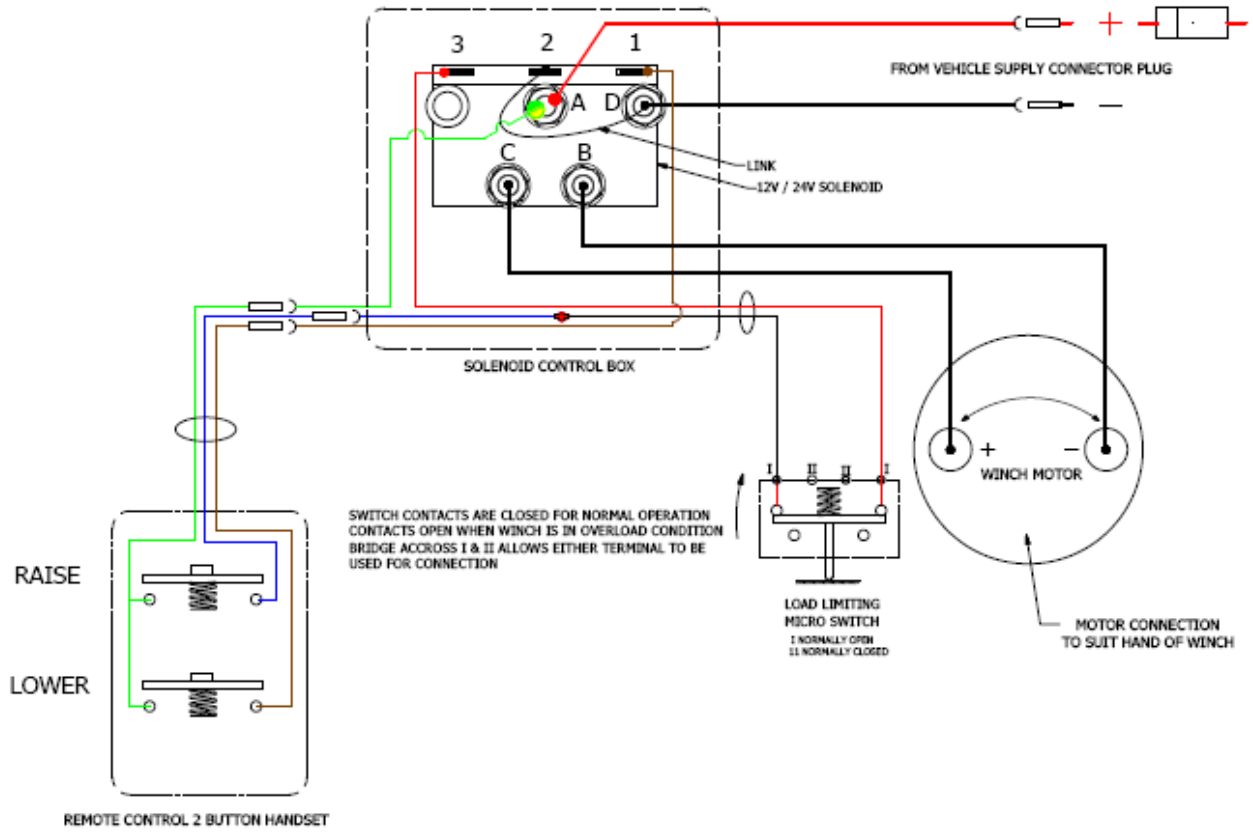 3
2
1
+
FROM VEHICLE SUPPLY CONNECTOR PLUG
A
D
−
C
B
LINK
12V / 24V SOLENOID
SOLENOID CONTROL BOX
+
−
WINCH MOTOR
I
II
II
I
SWITCH CONTACTS ARE CLOSED FOR NORMAL OPERATION
CONTACTS OPEN WHEN WINCH IS IN OVERLOAD CONDITION
BRIDGE ACCROSS I & II ALLOWS EITHER TERMINAL TO BE
USED FOR CONNECTION
RAISE
LOWER
LOAD LIMITING
MICRO SWITCH
I NORMALLY OPEN
11 NORMALLY CLOSED
MOTOR CONNECTION
TO SUIT HAND OF WINCH
REMOTE CONTROL 2 BUTTON HANDSET